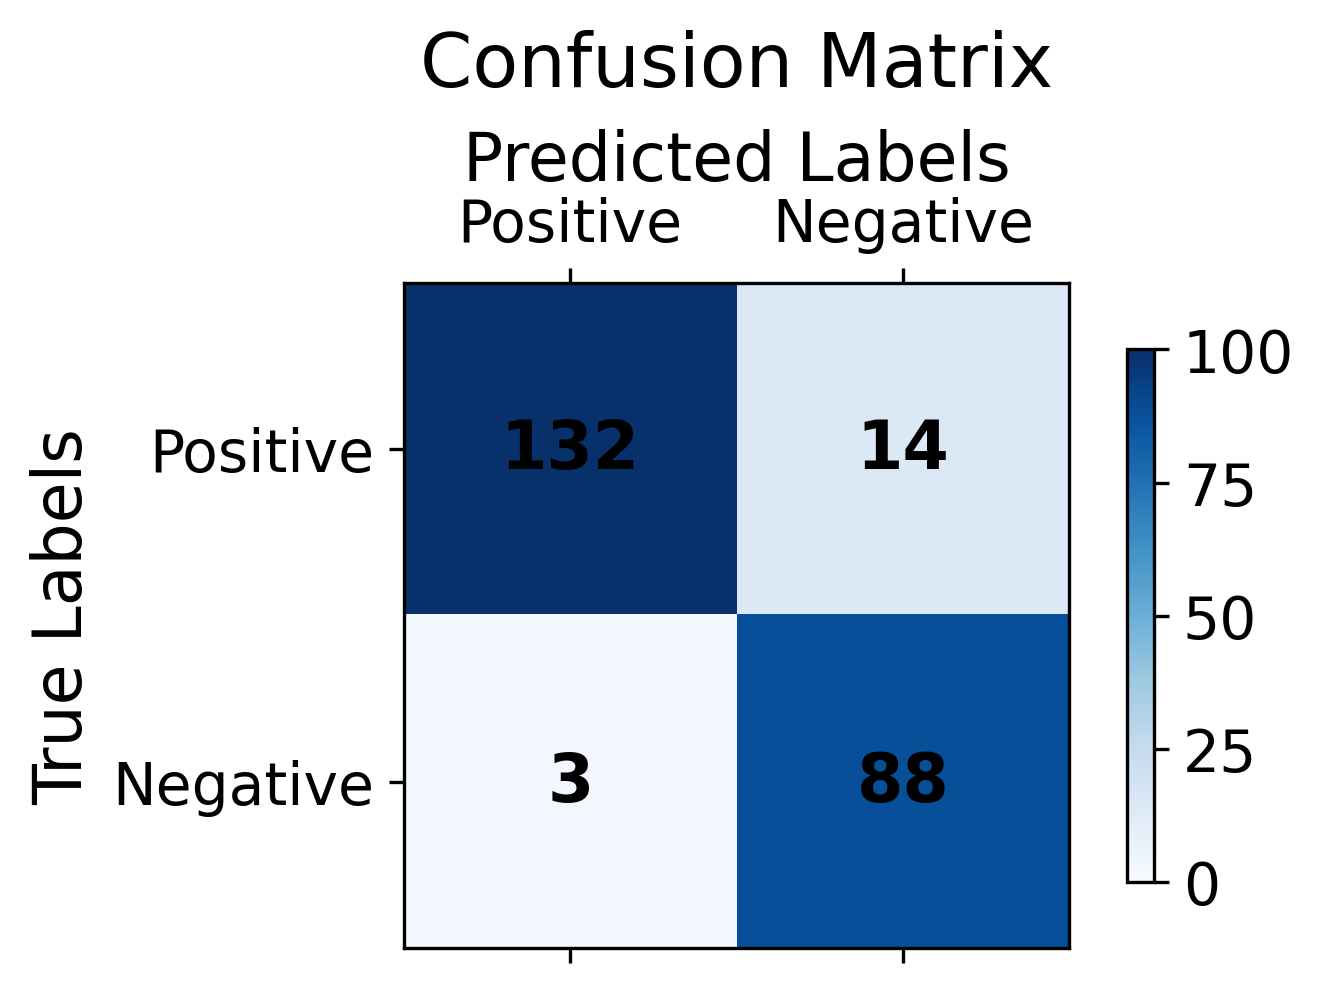 Confusion Matrix
Predicted Labels
Positive Negative
True Labels
Positive 132 14
Negative 3 88
100
75
50
25
0